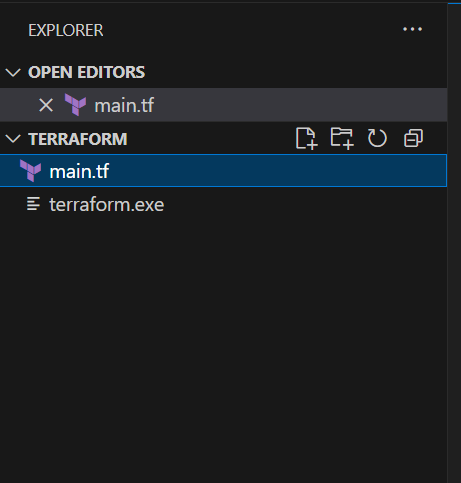 EXPLORER
OPEN EDITORS
main.tf
TERRAFORM
main.tf
terraform.exe